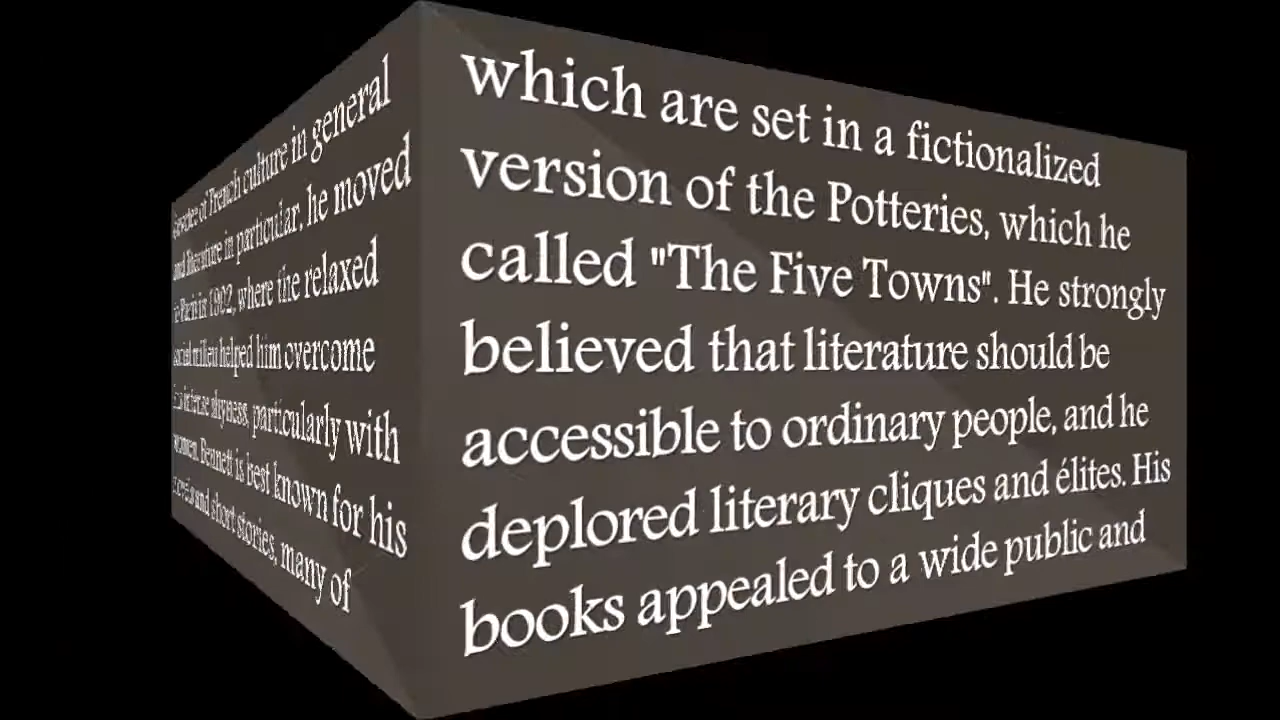 of French culture in general
and literature in particular, he moved
to Paris in 1902, where the relaxed
social milieu helped him overcome
his intense shyness, particularly with
women. Bennett is best known for his
novels and short stories, many of
which are set in a fictionalized
version of the Potteries, which he
called "The Five Towns". He strongly
believed that literature should be
accessible to ordinary people, and he
deplored literary cliques and élites. His
books appealed to a wide public and